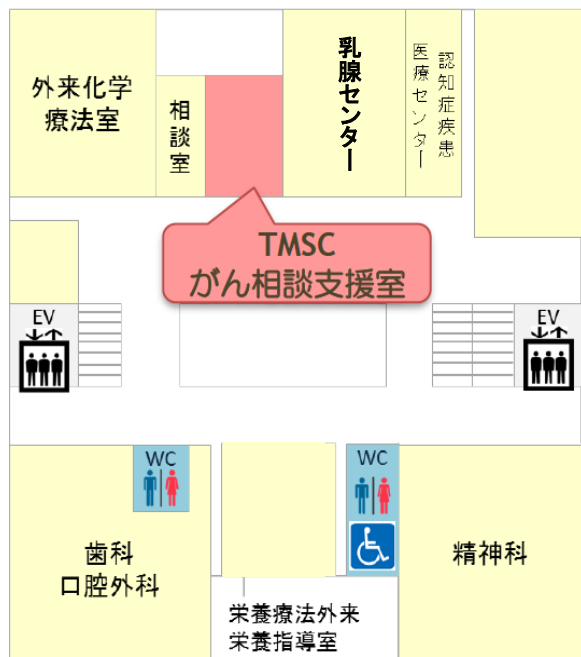 外来化学
療法室
相談室
乳腺センター
認知症疾患
医療センター
TMSC
がん相談支援室
EV
EV
WC
WC
歯科
口腔外科
精神科
栄養療法外来
栄養指導室